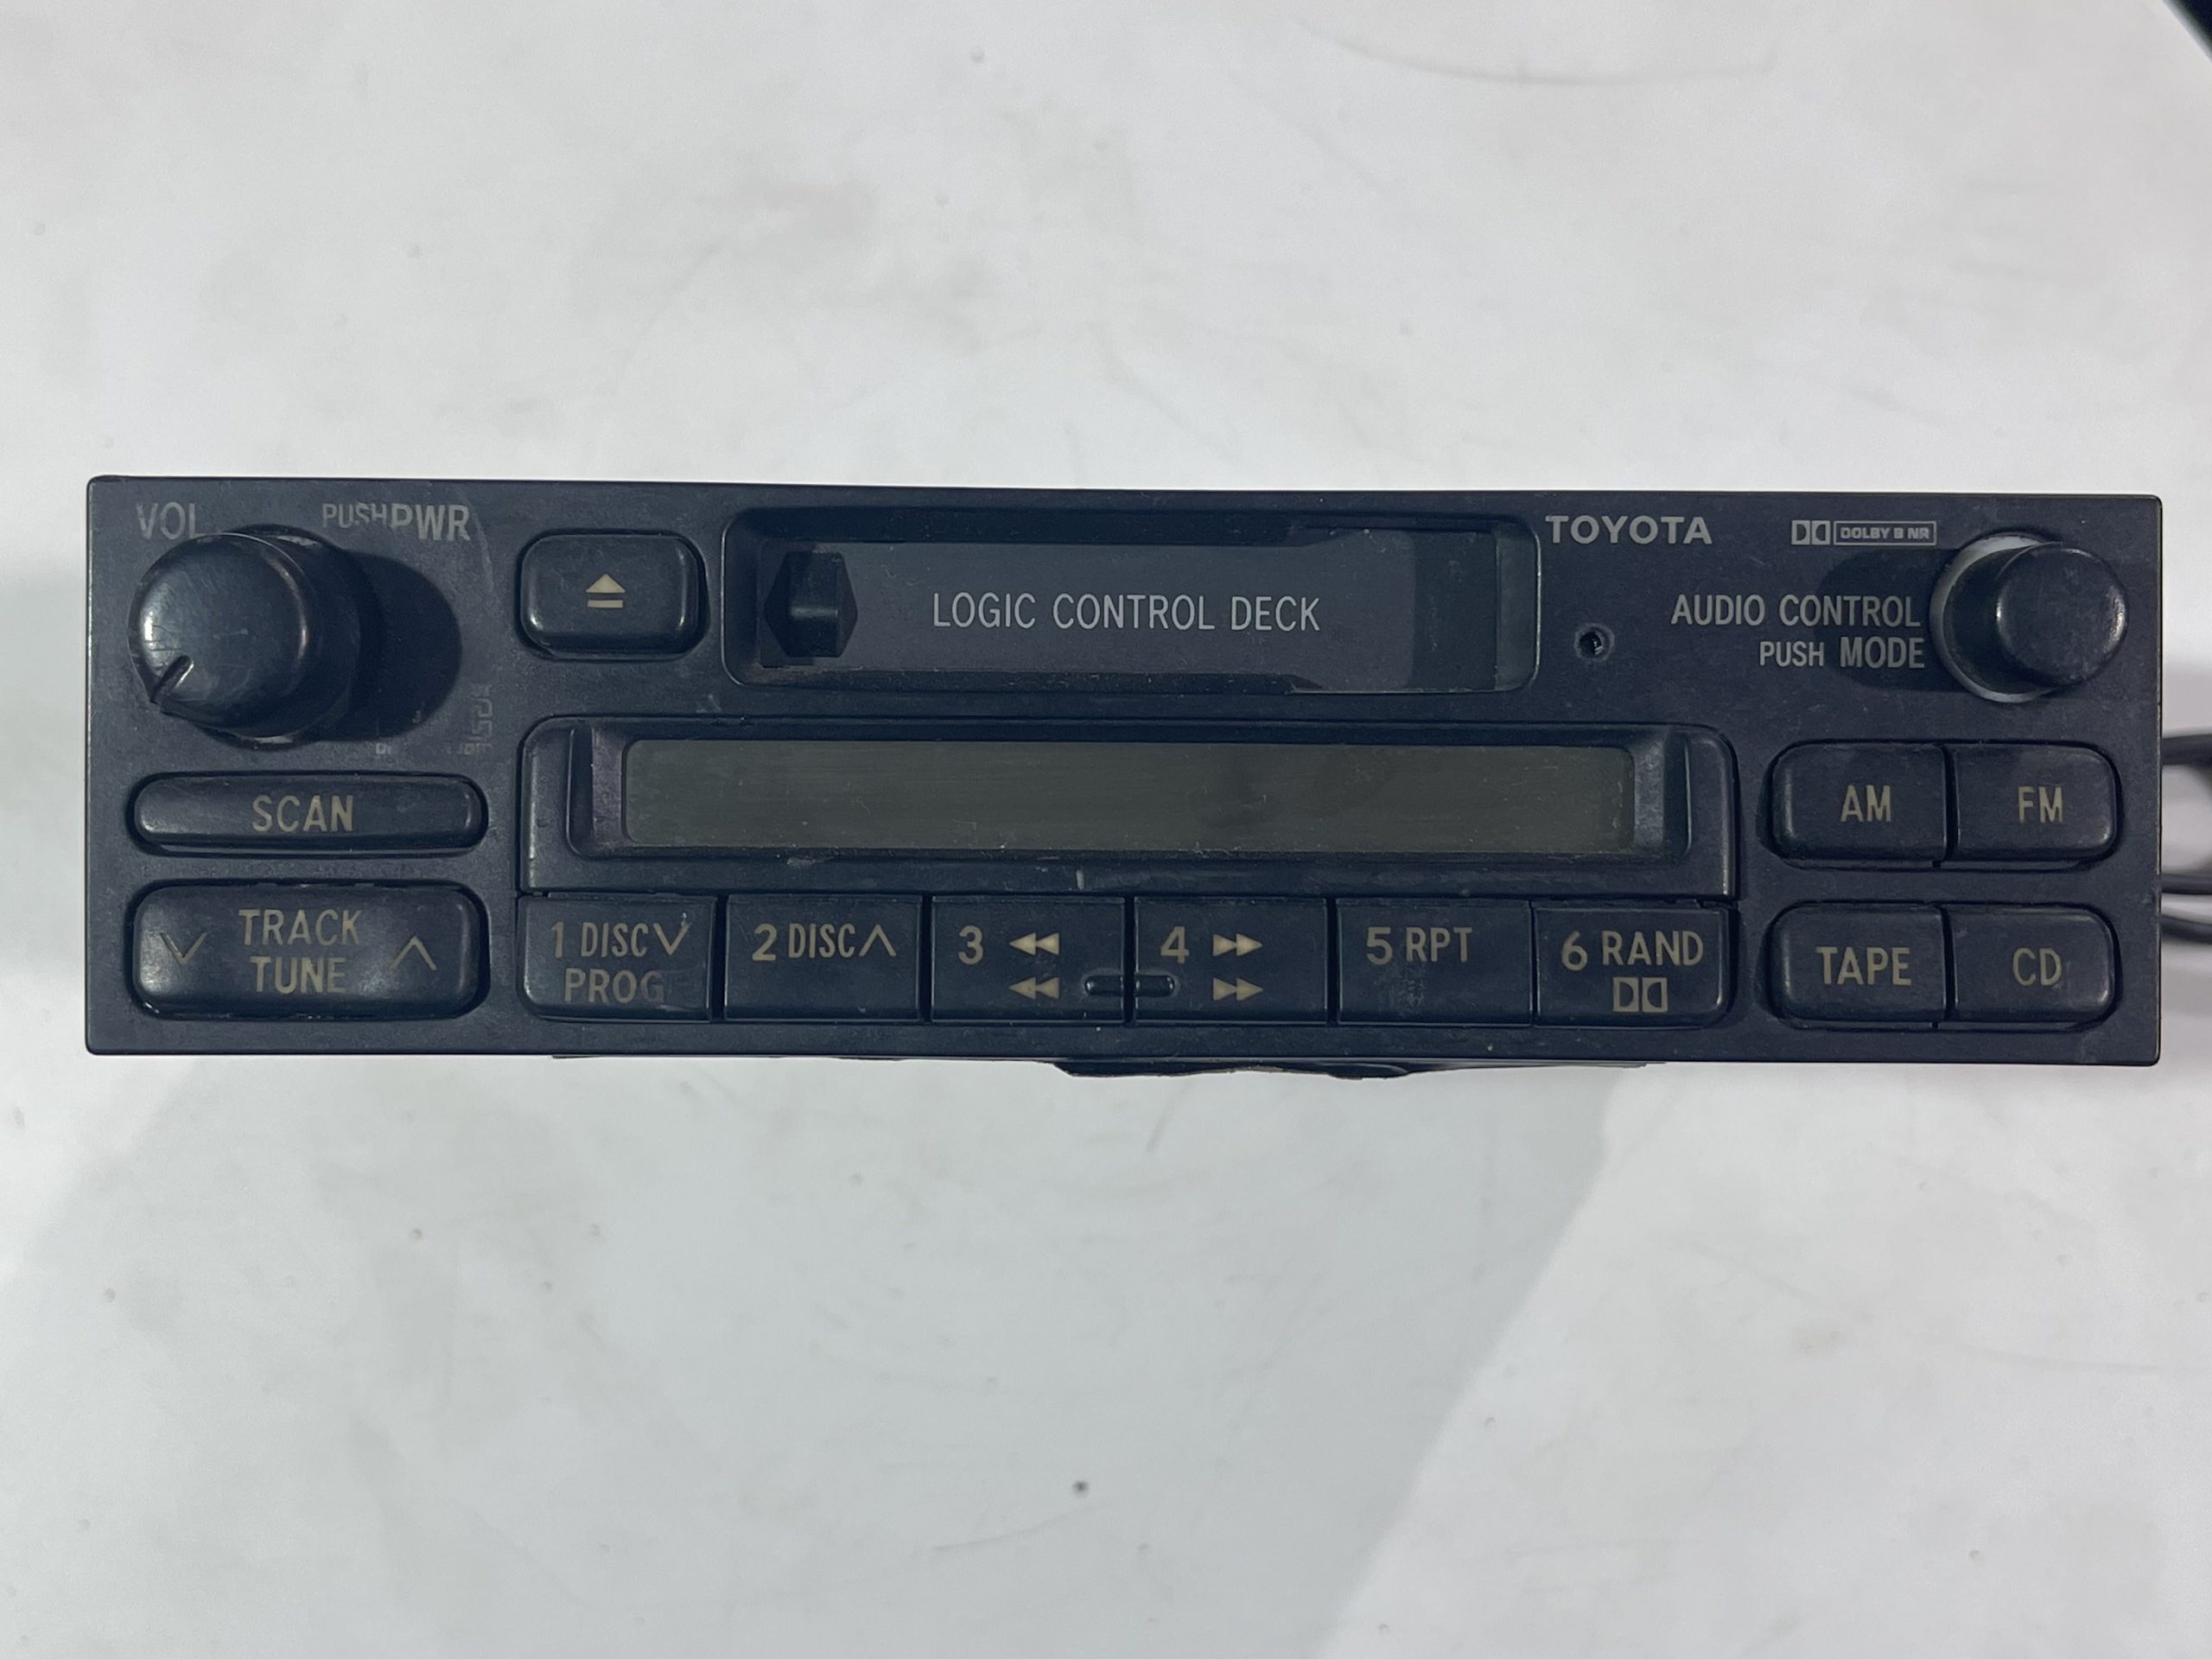 VOL PUSH PWR
TOYOTA
DOLBY B NR
LOGIC CONTROL DECK
AUDIO CONTROL
PUSH MODE
SCAN
AM FM
TRACK
TUNE
1 DISC
PROG
2 DISC
3
4
5 RPT
6 RAND
TAPE CD